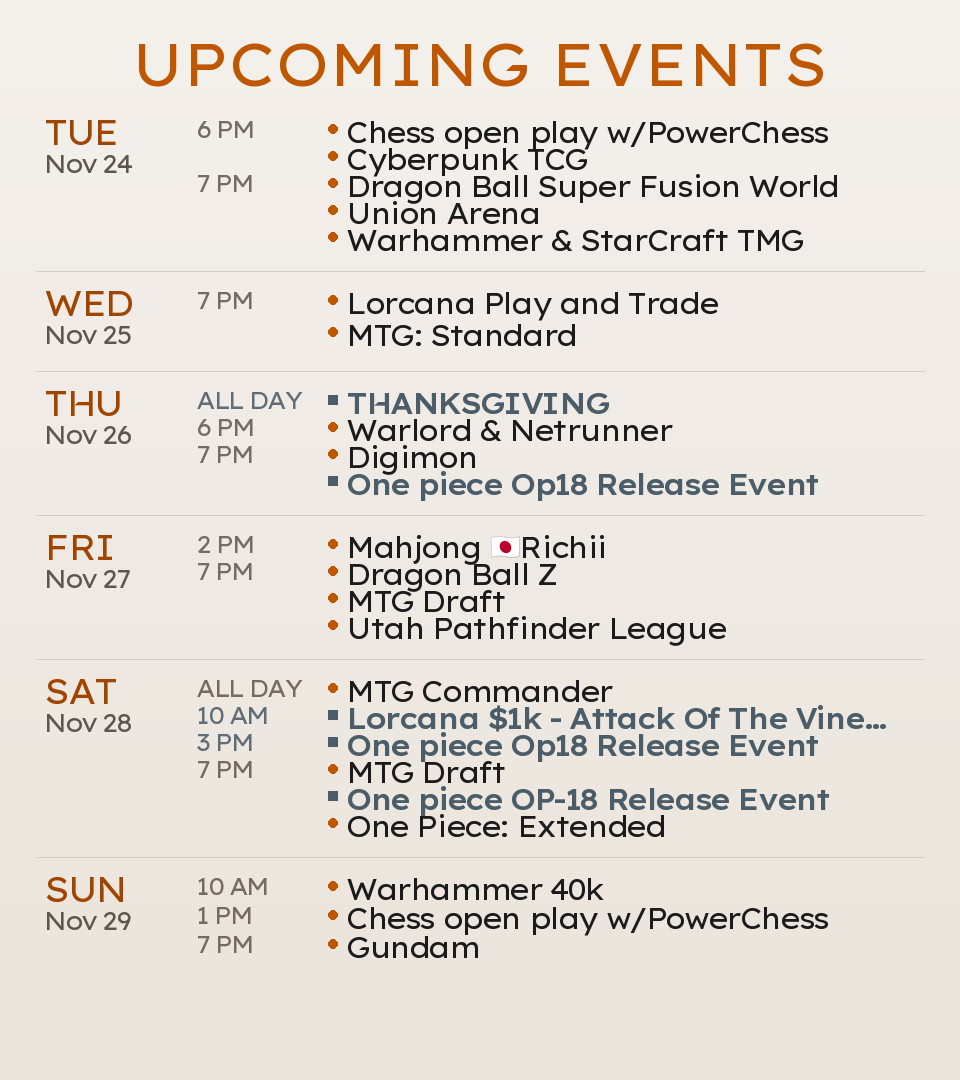 UPCOMING EVENTS
TUE
Nov 24
6 PM
• Chess open play w/PowerChess
• Cyberpunk TCG
7 PM
• Dragon Ball Super Fusion World
• Union Arena
• Warhammer & StarCraft TMG
WED
Nov 25
7 PM
• Lorcana Play and Trade
• MTG: Standard
THU
Nov 26
ALL DAY
▪ THANKSGIVING
6 PM
• Warlord & Netrunner
7 PM
• Digimon
▪ One piece Op18 Release Event
FRI
Nov 27
2 PM
• Mahjong 🇯🇵Richii
7 PM
• Dragon Ball Z
• MTG Draft
• Utah Pathfinder League
SAT
Nov 28
ALL DAY
• MTG Commander
10 AM
▪ Lorcana $1k - Attack Of The Vine...
3 PM
▪ One piece Op18 Release Event
7 PM
• MTG Draft
▪ One piece OP-18 Release Event
• One Piece: Extended
SUN
Nov 29
10 AM
• Warhammer 40k
1 PM
• Chess open play w/PowerChess
7 PM
• Gundam